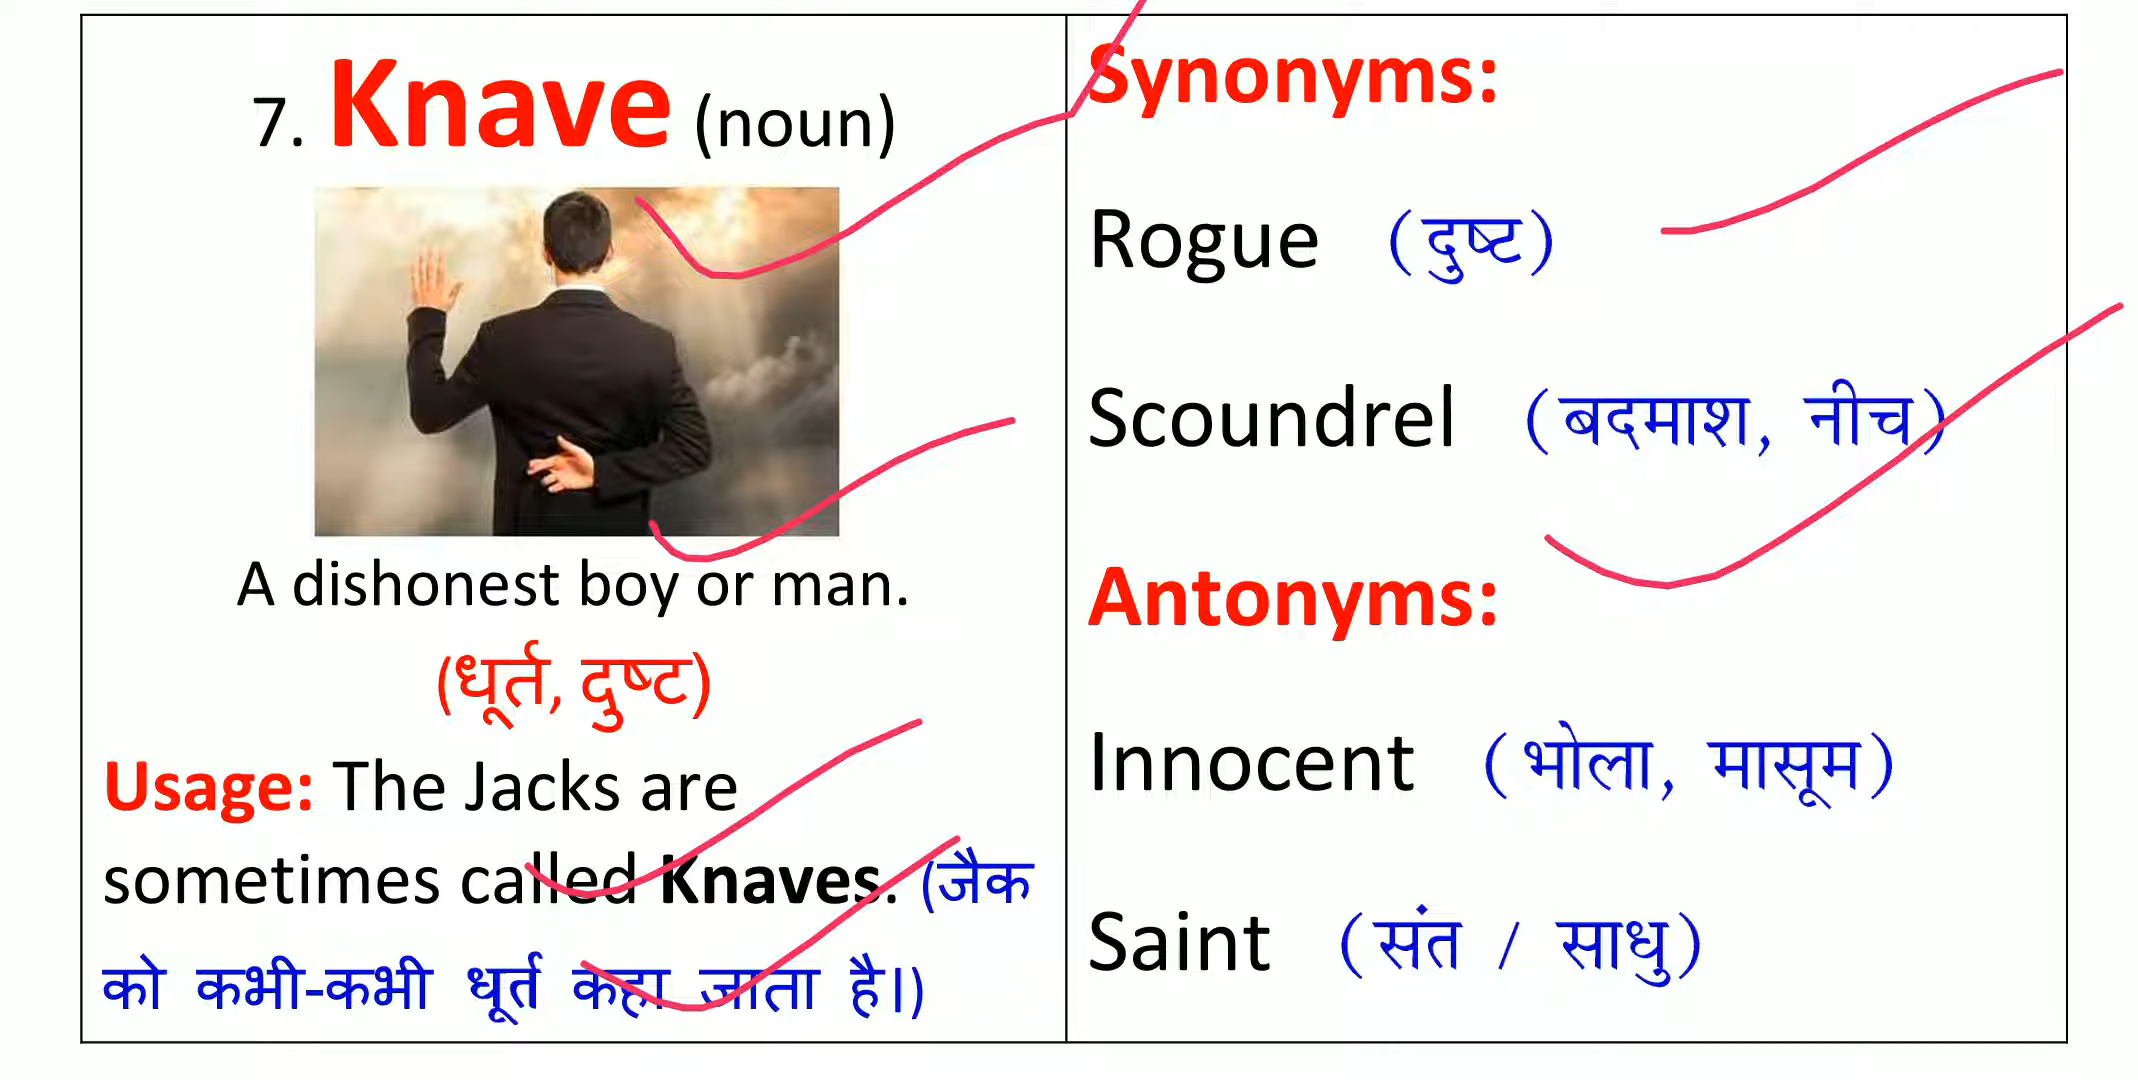 7. Knave (noun)
A dishonest boy or man.
(धूर्त, दुष्ट)
Usage: The Jacks are
sometimes called Knaves. (जैक
को कभी-कभी धूर्त कहा जाता है।)
Synonyms:
Rogue (दुष्ट)
Scoundrel (बदमाश, नीच)
Antonyms:
Innocent (भोला, मासूम)
Saint (संत / साधु)